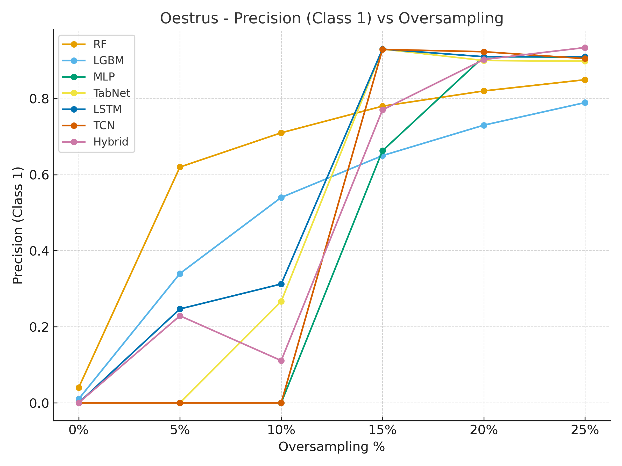 Oestrus - Precision (Class 1) vs Oversampling
RF
LGBM
MLP
TabNet
LSTM
TCN
Hybrid
Precision (Class 1)
0.8
0.6
0.4
0.2
0.0
0% 5% 10% 15% 20% 25%
Oversampling %